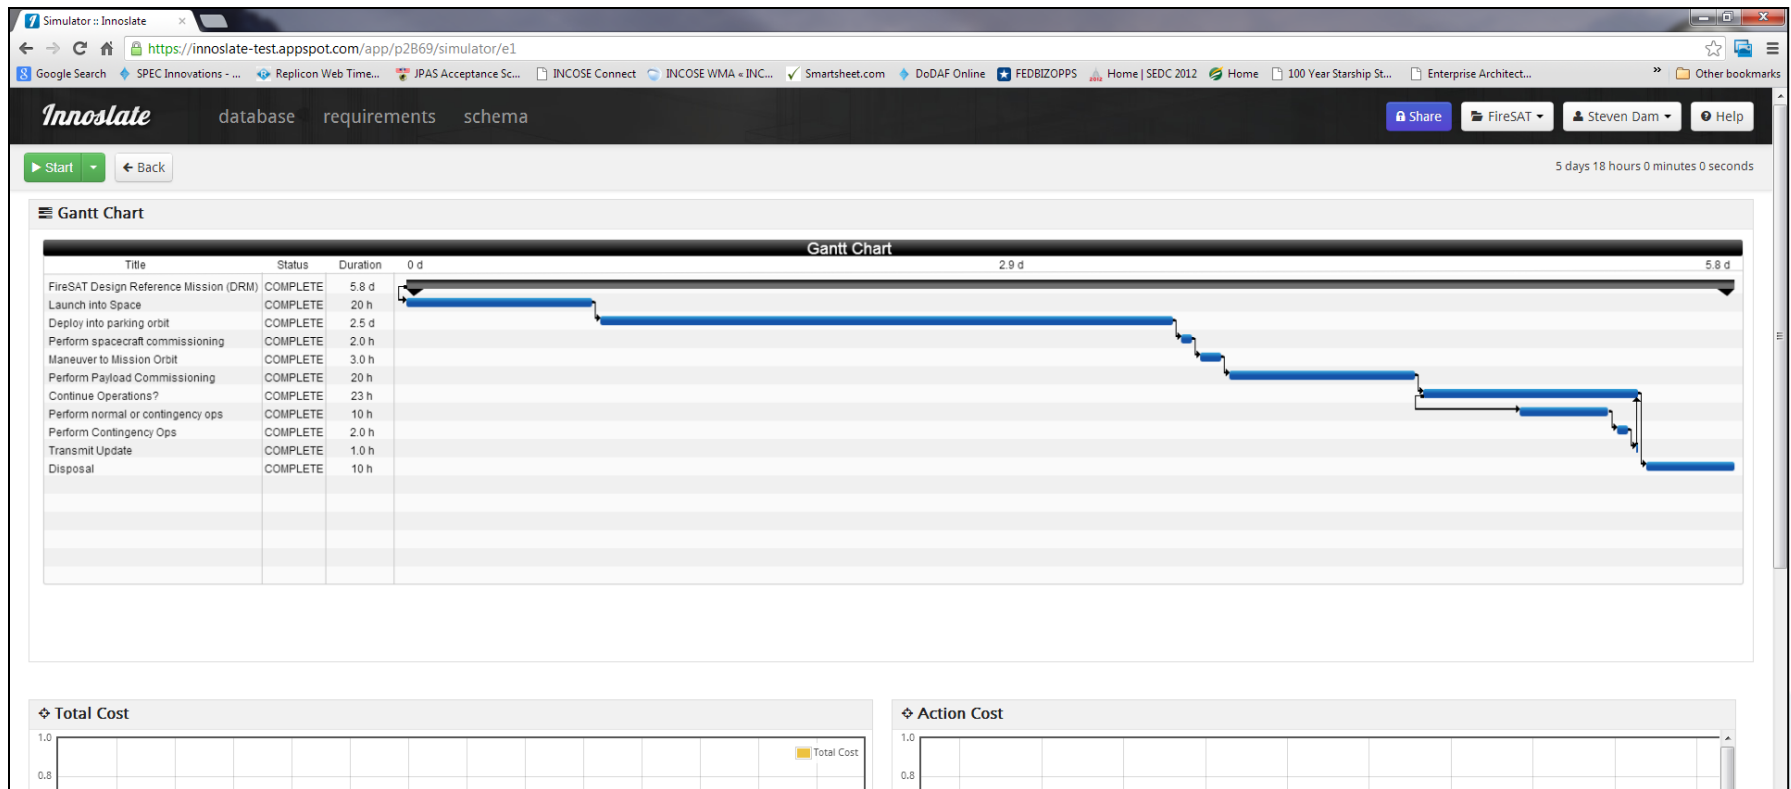 Simulator :: Innoslate
https://innoslate-test.appspot.com/app/p2B69/simulator/e1
Google Search SPEC Innovations - ... Replicon Web Time... JPAS Acceptance Sc... INCOSE Connect INCOSE WMA « INC... Smartsheet.com DoDAF Online FEDBIZOPPS Home | SEDC 2012 Home 100 Year Starship St... Enterprise Architect... » Other bookmarks
Innoslate database requirements schema Share FireSAT Steven Dam Help
Start Back 5 days 18 hours 0 minutes 0 seconds
Gantt Chart
Gantt Chart
Title Status Duration 0 d 2.9 d 5.8 d
FireSAT Design Reference Mission (DRM) COMPLETE 5.8 d
Launch into Space COMPLETE 20 h
Deploy into parking orbit COMPLETE 2.5 d
Perform spacecraft commissioning COMPLETE 2.0 h
Maneuver to Mission Orbit COMPLETE 3.0 h
Perform Payload Commissioning COMPLETE 20 h
Continue Operations? COMPLETE 23 h
Perform normal or contingency ops COMPLETE 10 h
Perform Contingency Ops COMPLETE 2.0 h
Transmit Update COMPLETE 1.0 h
Disposal COMPLETE 10 h
Total Cost Action Cost
1.0 Total Cost 1.0
0.8 0.8